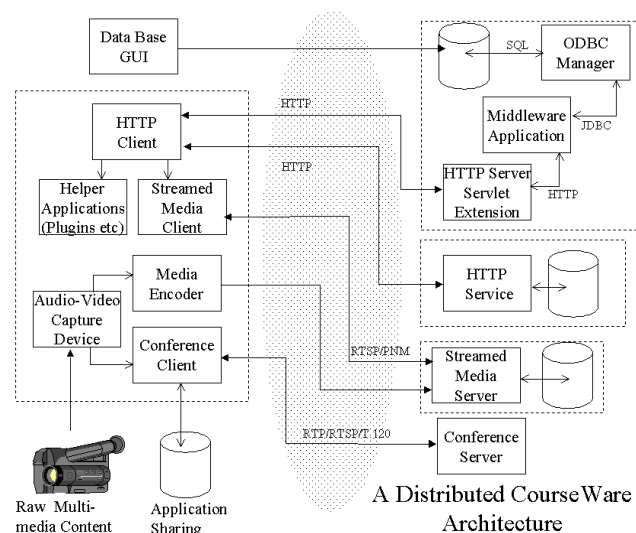 Data Base
GUI
SQL
ODBC
Manager
HTTP
HTTP
Client
Middleware
Application
JDBC
HTTP
Helper
Applications
(Plugins etc)
Streamed
Media
Client
HTTP Server
Servlet
Extension
HTTP
Media
Encoder
HTTP
Service
Audio-Video
Capture
Device
Conference
Client
RTSP/PNM
Streamed
Media
Server
RTP/RTSP/T.120
Conference
Server
Raw Multi-
media Content
Application
Sharing
A Distributed CourseWare
Architecture